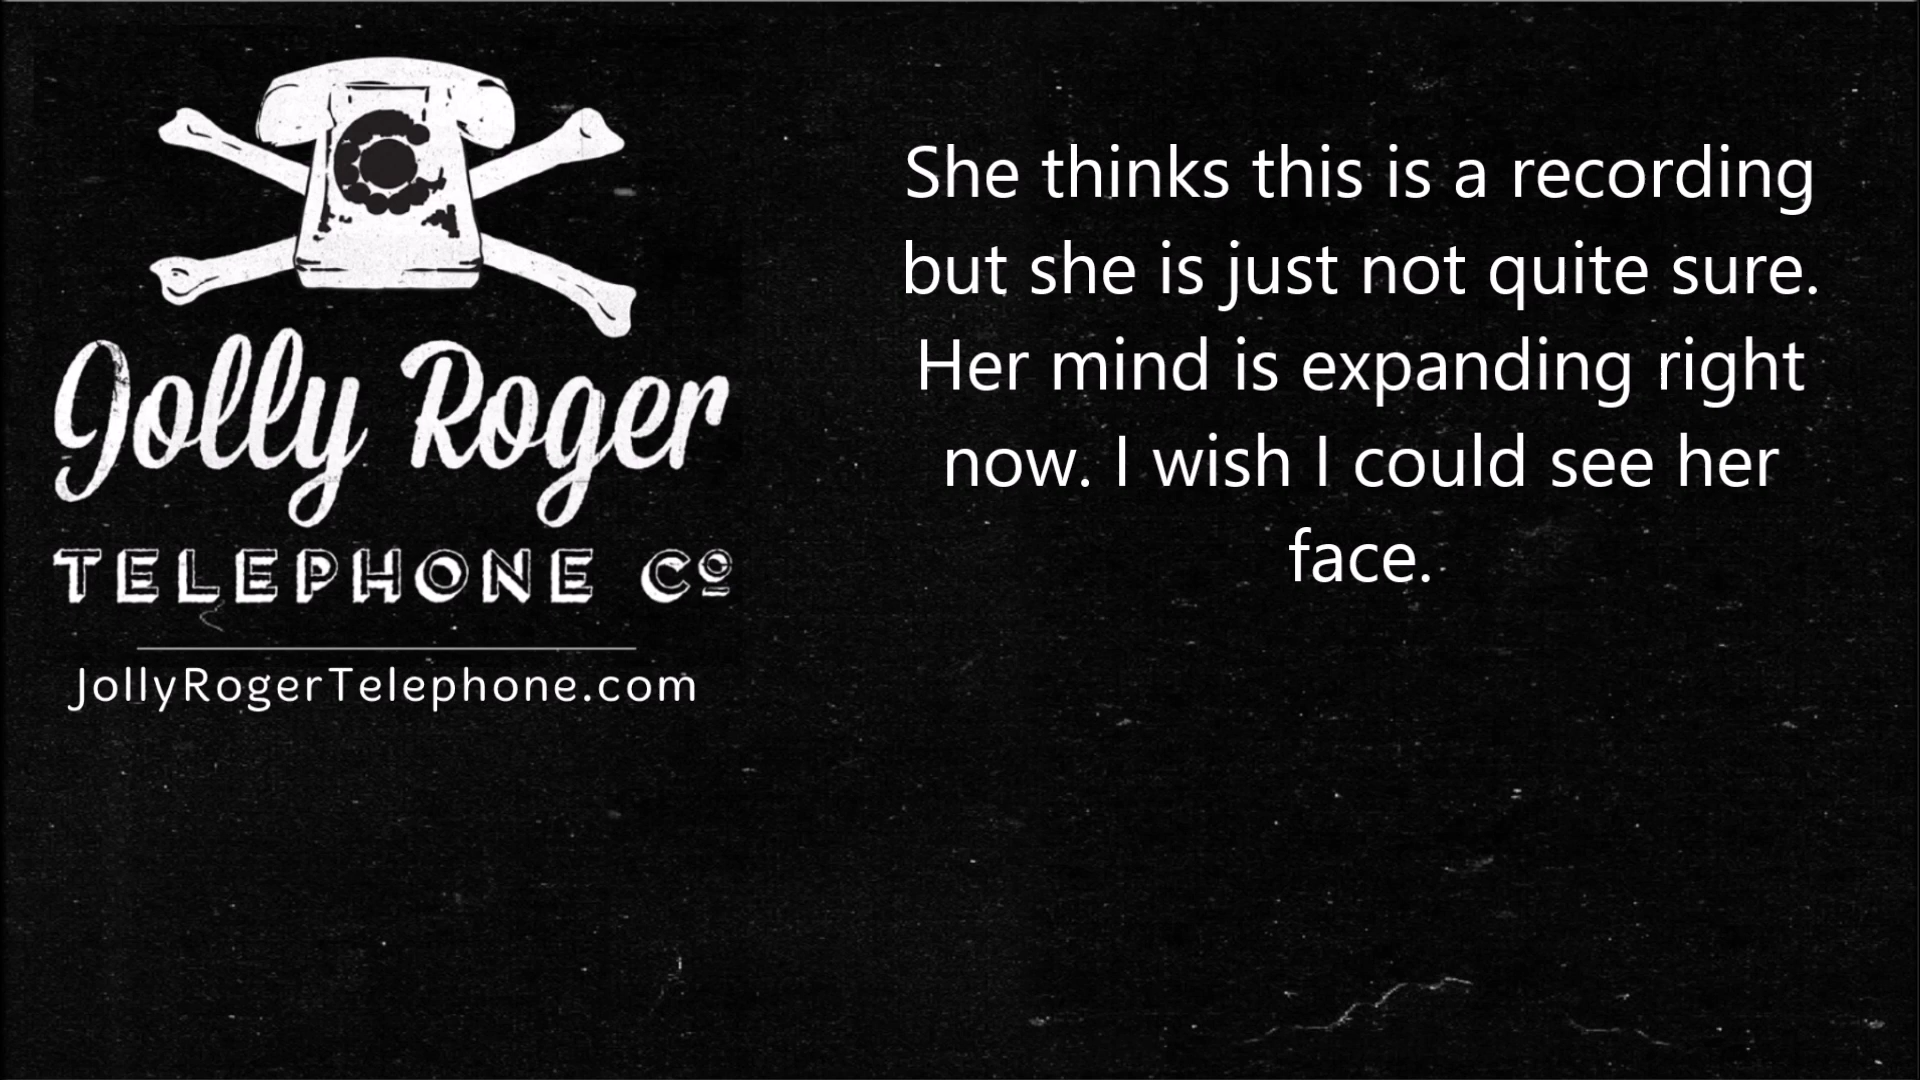 Jolly Roger
TELEPHONE Cº
JollyRogerTelephone.com
She thinks this is a recording
but she is just not quite sure.
Her mind is expanding right
now. I wish I could see her
face.